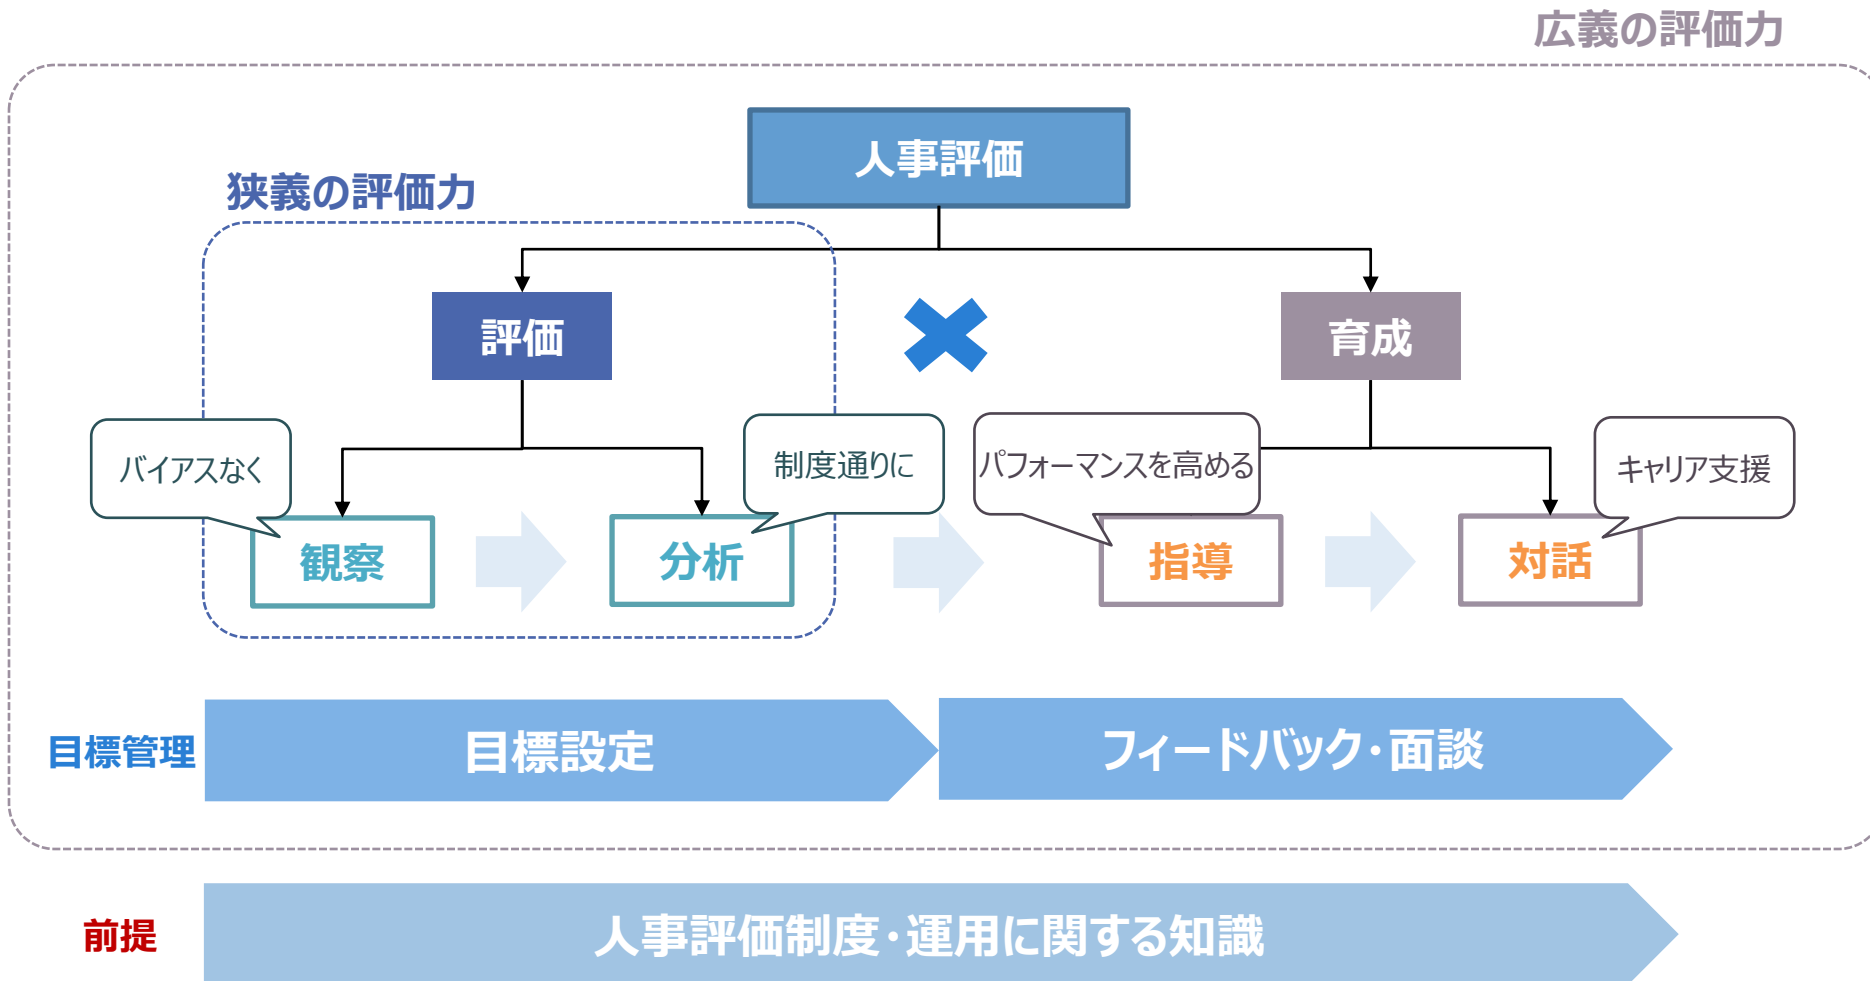 広義の評価力
人事評価
狭義の評価力
評価
育成
バイアスなく
制度通りに
パフォーマンスを高める
キャリア支援
観察
分析
指導
対話
目標管理
目標設定
フィードバック・面談
前提
人事評価制度・運用に関する知識